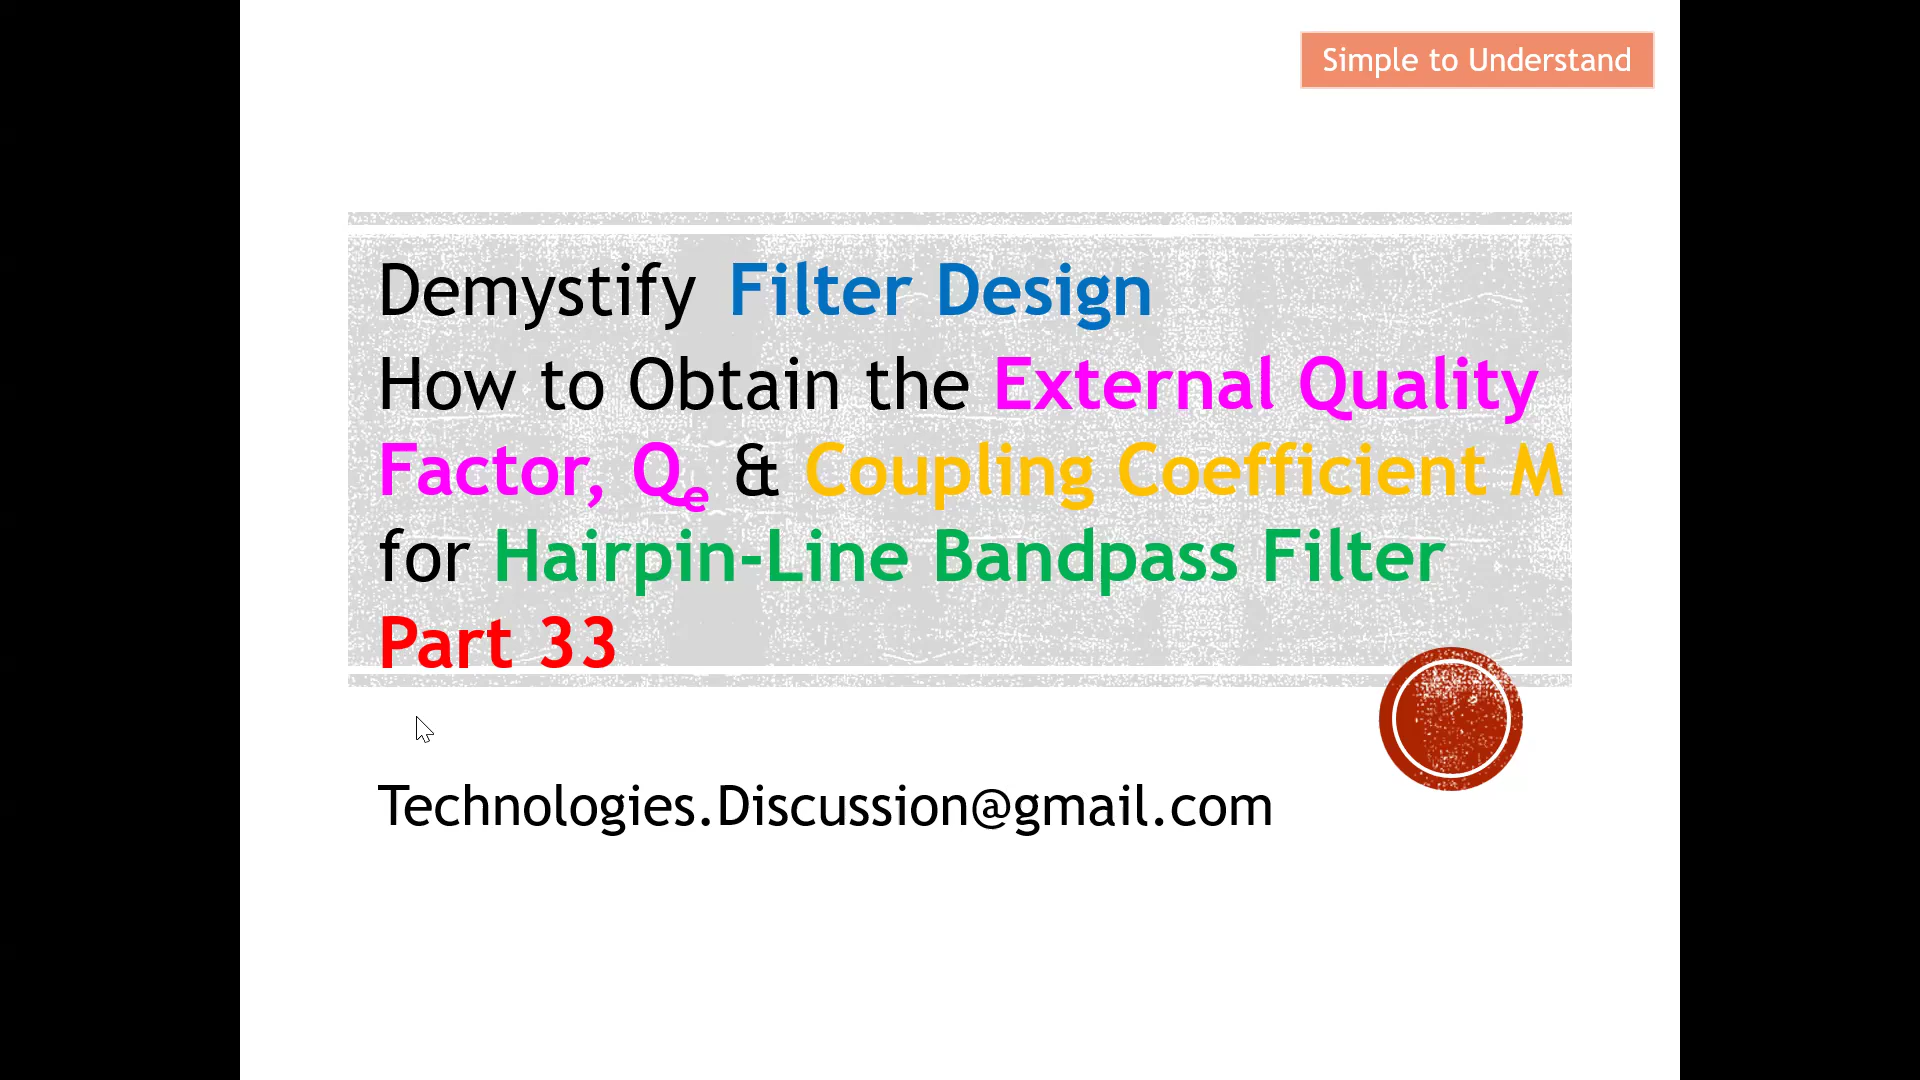 Simple to Understand
Demystify Filter Design
How to Obtain the External Quality
Factor, Qe & Coupling Coefficient M
for Hairpin-Line Bandpass Filter
Part 33
Technologies.Discussion@gmail.com